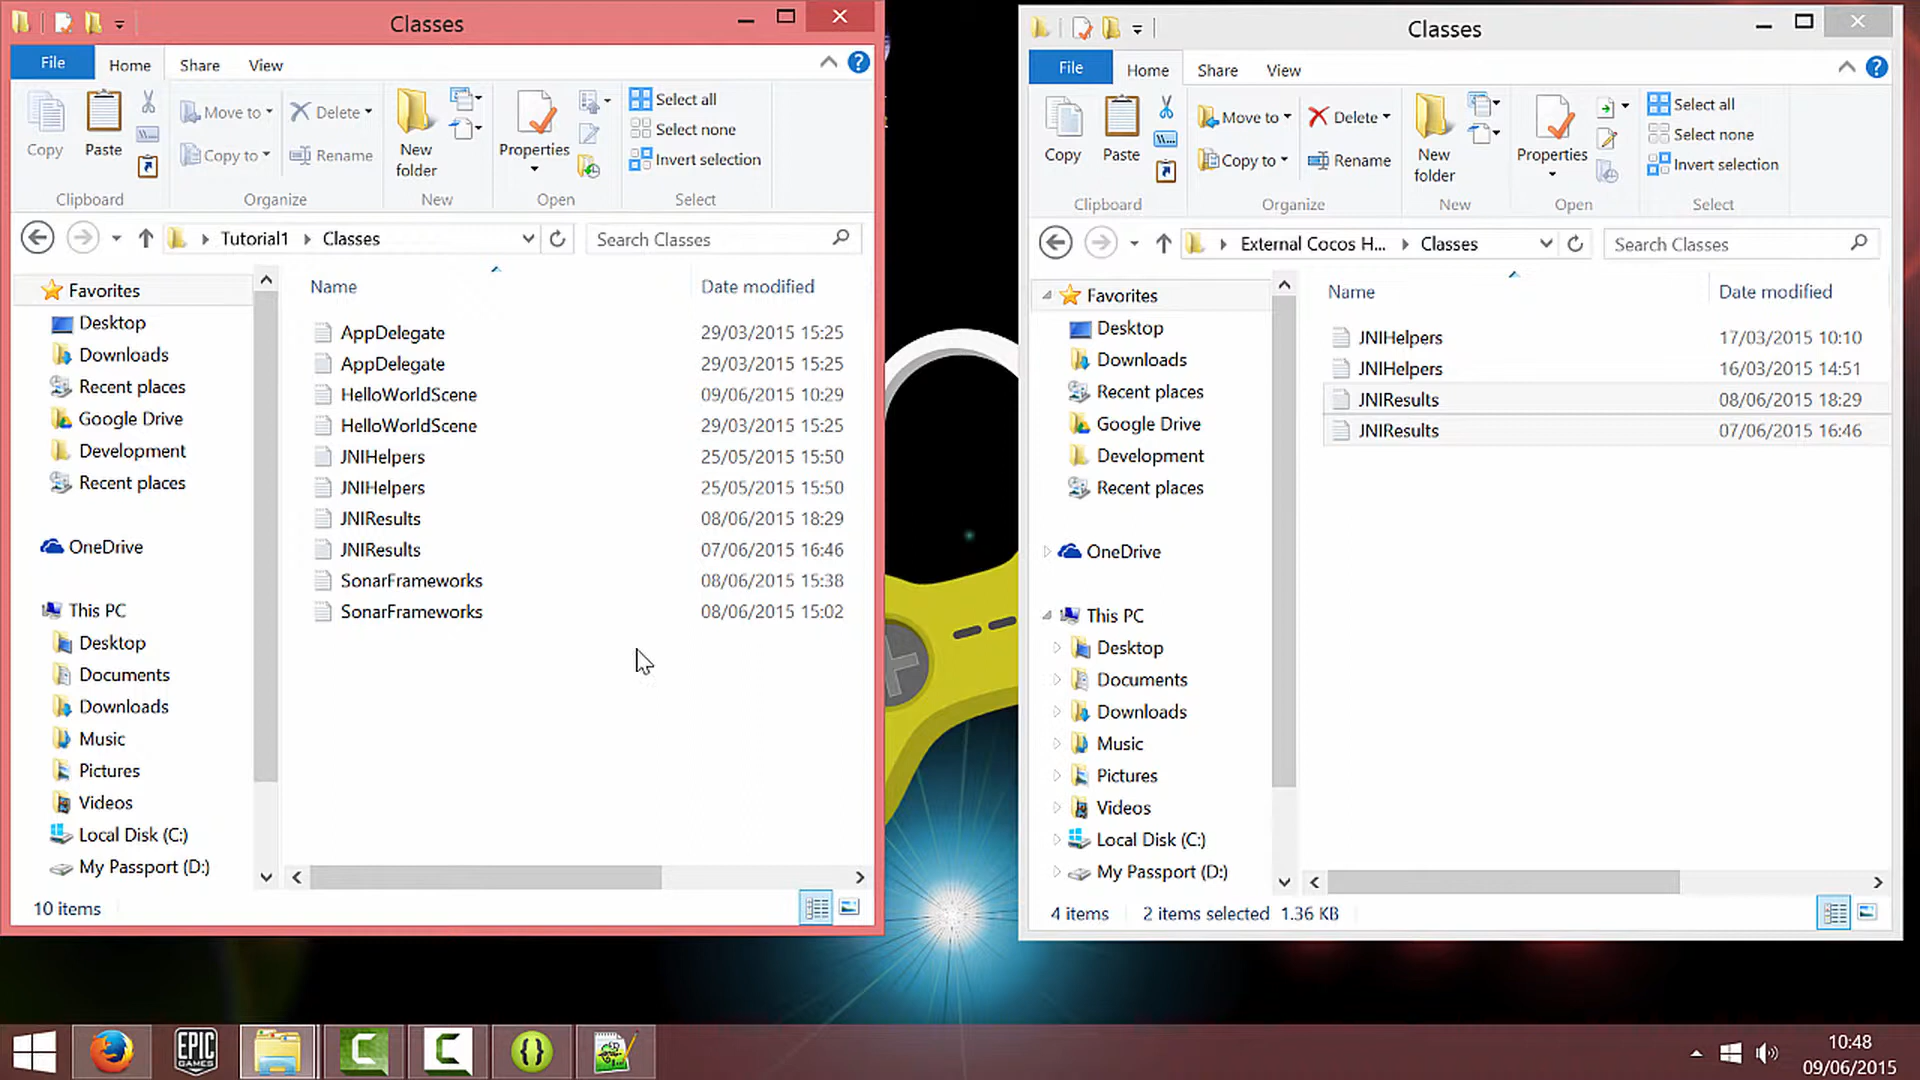 Classes
File
Home
Share
View
Copy
Paste
Move to
Copy to
Delete
Rename
New
folder
Properties
Select all
Select none
Invert selection
Clipboard
Organize
New
Open
Select
Tutorial1
Classes
Search Classes
Favorites
Desktop
Downloads
Recent places
Google Drive
Development
Recent places
OneDrive
This PC
Desktop
Documents
Downloads
Music
Pictures
Videos
Local Disk (C:)
My Passport (D:)
Name Date modified
AppDelegate 29/03/2015 15:25
AppDelegate 29/03/2015 15:25
HelloWorldScene 09/06/2015 10:29
HelloWorldScene 29/03/2015 15:25
JNIHelpers 25/05/2015 15:50
JNIHelpers 25/05/2015 15:50
JNIResults 08/06/2015 18:29
JNIResults 07/06/2015 16:46
SonarFrameworks 08/06/2015 15:38
SonarFrameworks 08/06/2015 15:02
10 items
Classes
File
Home
Share
View
Copy
Paste
Move to
Copy to
Delete
Rename
New
folder
Properties
Select all
Select none
Invert selection
Clipboard
Organize
New
Open
Select
External Cocos H...
Classes
Search Classes
Favorites
Desktop
Downloads
Recent places
Google Drive
Development
Recent places
OneDrive
This PC
Desktop
Documents
Downloads
Music
Pictures
Videos
Local Disk (C:)
My Passport (D:)
Name Date modified
JNIHelpers 17/03/2015 10:10
JNIHelpers 16/03/2015 14:51
JNIResults 08/06/2015 18:29
JNIResults 07/06/2015 16:46
4 items 2 items selected 1.36 KB
EPIC
GAMES
10:48
09/06/2015